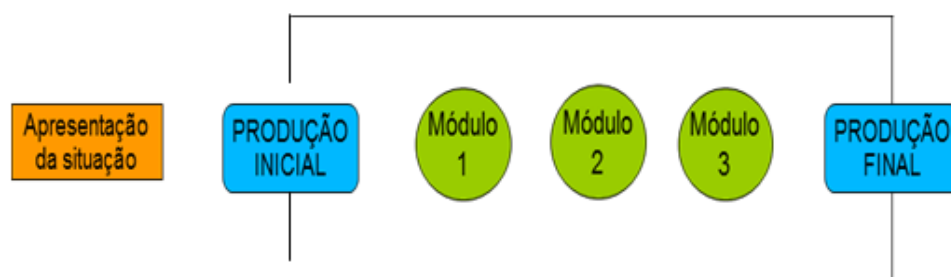 Apresentação
da situação
PRODUÇÃO
INICIAL
Módulo
1
Módulo
2
Módulo
3
PRODUÇÃO
FINAL